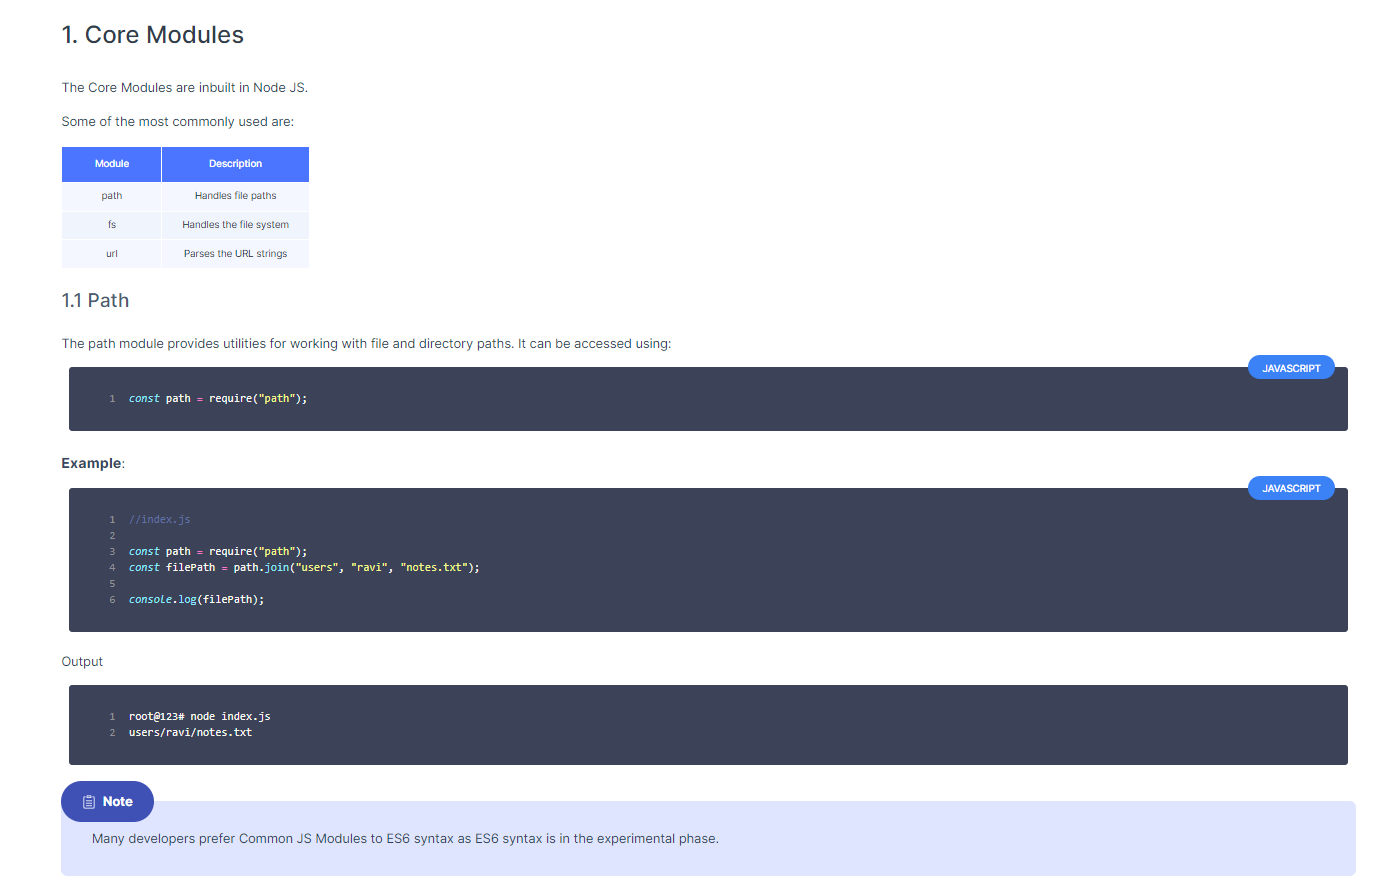 1. Core Modules
The Core Modules are inbuilt in Node JS.
Some of the most commonly used are:
Module Description
path Handles file paths
fs Handles the file system
url Parses the URL strings
1.1 Path
The path module provides utilities for working with file and directory paths. It can be accessed using:
JAVASCRIPT
1 const path = require("path");
Example:
JAVASCRIPT
1 //index.js
2
3 const path = require("path");
4 const filePath = path.join("users", "ravi", "notes.txt");
5
6 console.log(filePath);
Output
1 root@123# node index.js
2 users/ravi/notes.txt
Note
Many developers prefer Common JS Modules to ES6 syntax as ES6 syntax is in the experimental phase.